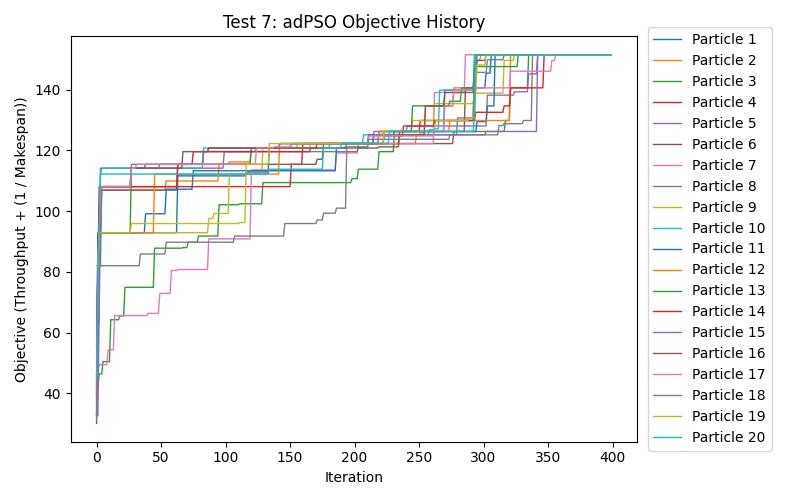 Test 7: adPSO Objective History
Objective (Throughput + (1 / Makespan))
140
120
100
80
60
40
0 50 100 150 200 250 300 350 400
Iteration
Particle 1
Particle 2
Particle 3
Particle 4
Particle 5
Particle 6
Particle 7
Particle 8
Particle 9
Particle 10
Particle 11
Particle 12
Particle 13
Particle 14
Particle 15
Particle 16
Particle 17
Particle 18
Particle 19
Particle 20